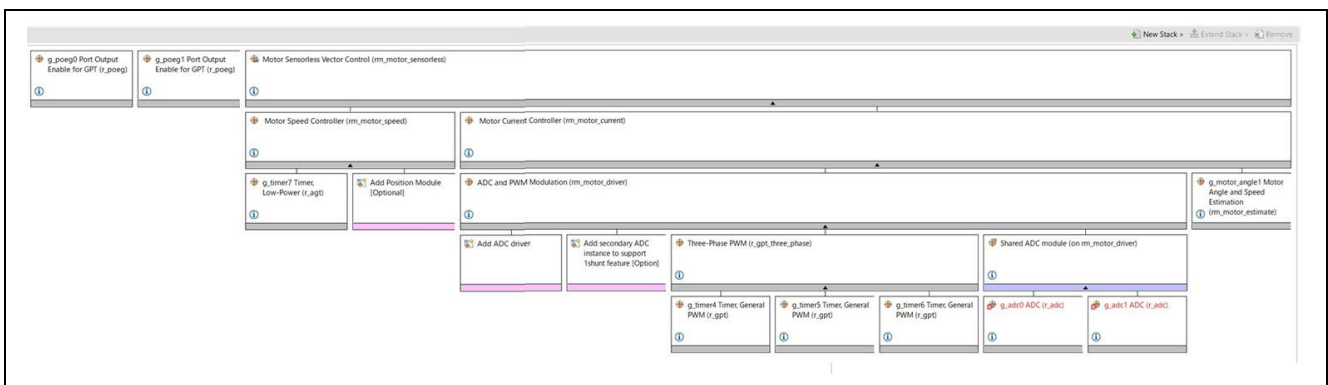 New Stack > Extend Stack > Remove
g_poeg0 Port Output
Enable for GPT (r_poeg)
g_poeg1 Port Output
Enable for GPT (r_poeg)
Motor Sensorless Vector Control (rm_motor_sensorless)
Motor Speed Controller (rm_motor_speed)
Motor Current Controller (rm_motor_current)
g_timer7 Timer,
Low-Power (r_agt)
Add Position Module
[Optional]
ADC and PWM Modulation (rm_motor_driver)
g_motor_angle1 Motor
Angle and Speed
Estimation
(rm_motor_estimate)
Add ADC driver
Add secondary ADC
instance to support
1shunt feature [Option]
Three-Phase PWM (r_gpt_three_phase)
Shared ADC module (on rm_motor_driver)
g_timer4 Timer, General
PWM (r_gpt)
g_timer5 Timer, General
PWM (r_gpt)
g_timer6 Timer, General
PWM (r_gpt)
g_adc0 ADC (r_adc)
g_adc1 ADC (r_adc)